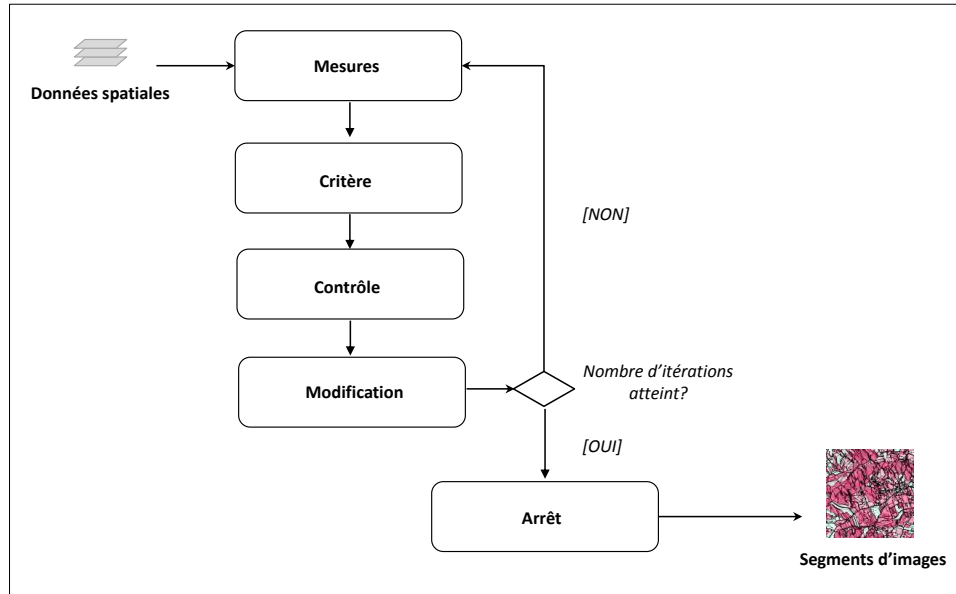 Mesures
Données spatiales
Critère
[NON]
Contrôle
Nombre d'itérations
atteint?
Modification
[OUI]
Arrêt
Segments d'images